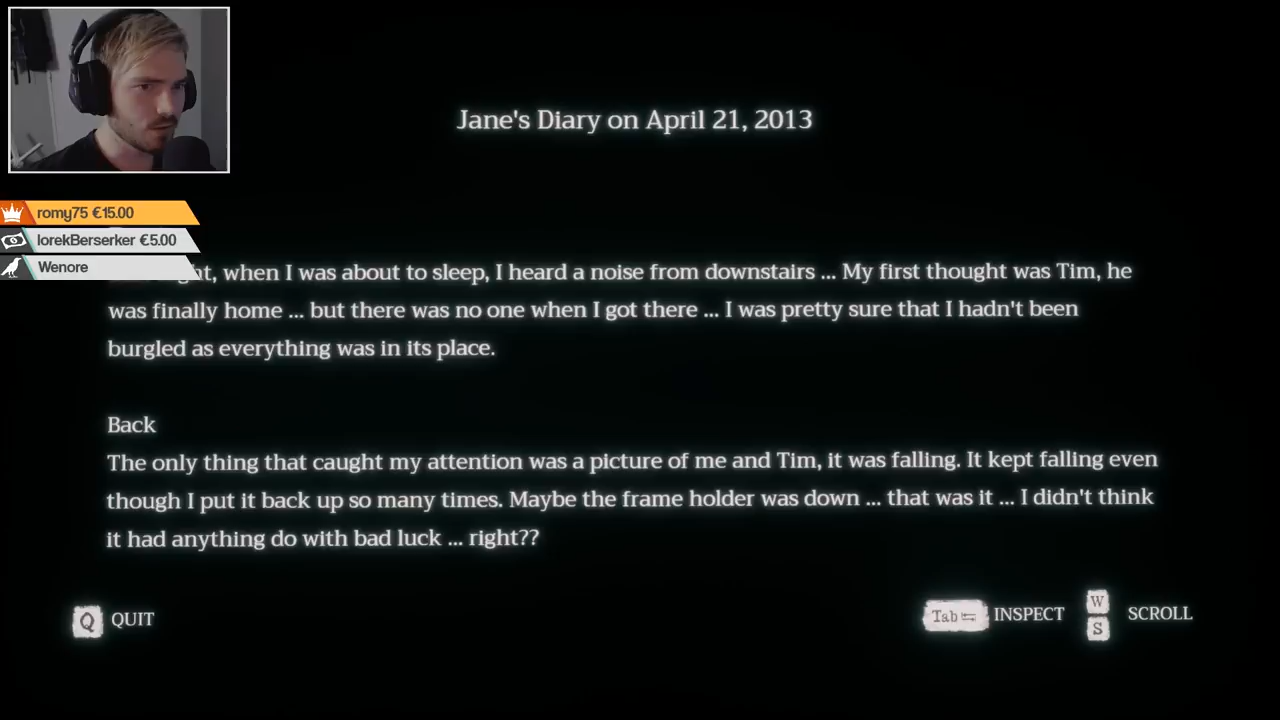 Jane's Diary on April 21, 2013
romy75 €15.00
lorekBerserker €5.00
Wenore
when I was about to sleep, I heard a noise from downstairs ... My first thought was Tim, he
was finally home ... but there was no one when I got there ... I was pretty sure that I hadn't been
burgled as everything was in its place.
Back
The only thing that caught my attention was a picture of me and Tim, it was falling. It kept falling even
though I put it back up so many times. Maybe the frame holder was down ... that was it ... I didn't think
it had anything do with bad luck ... right??
Q QUIT
Tab INSPECT W S SCROLL